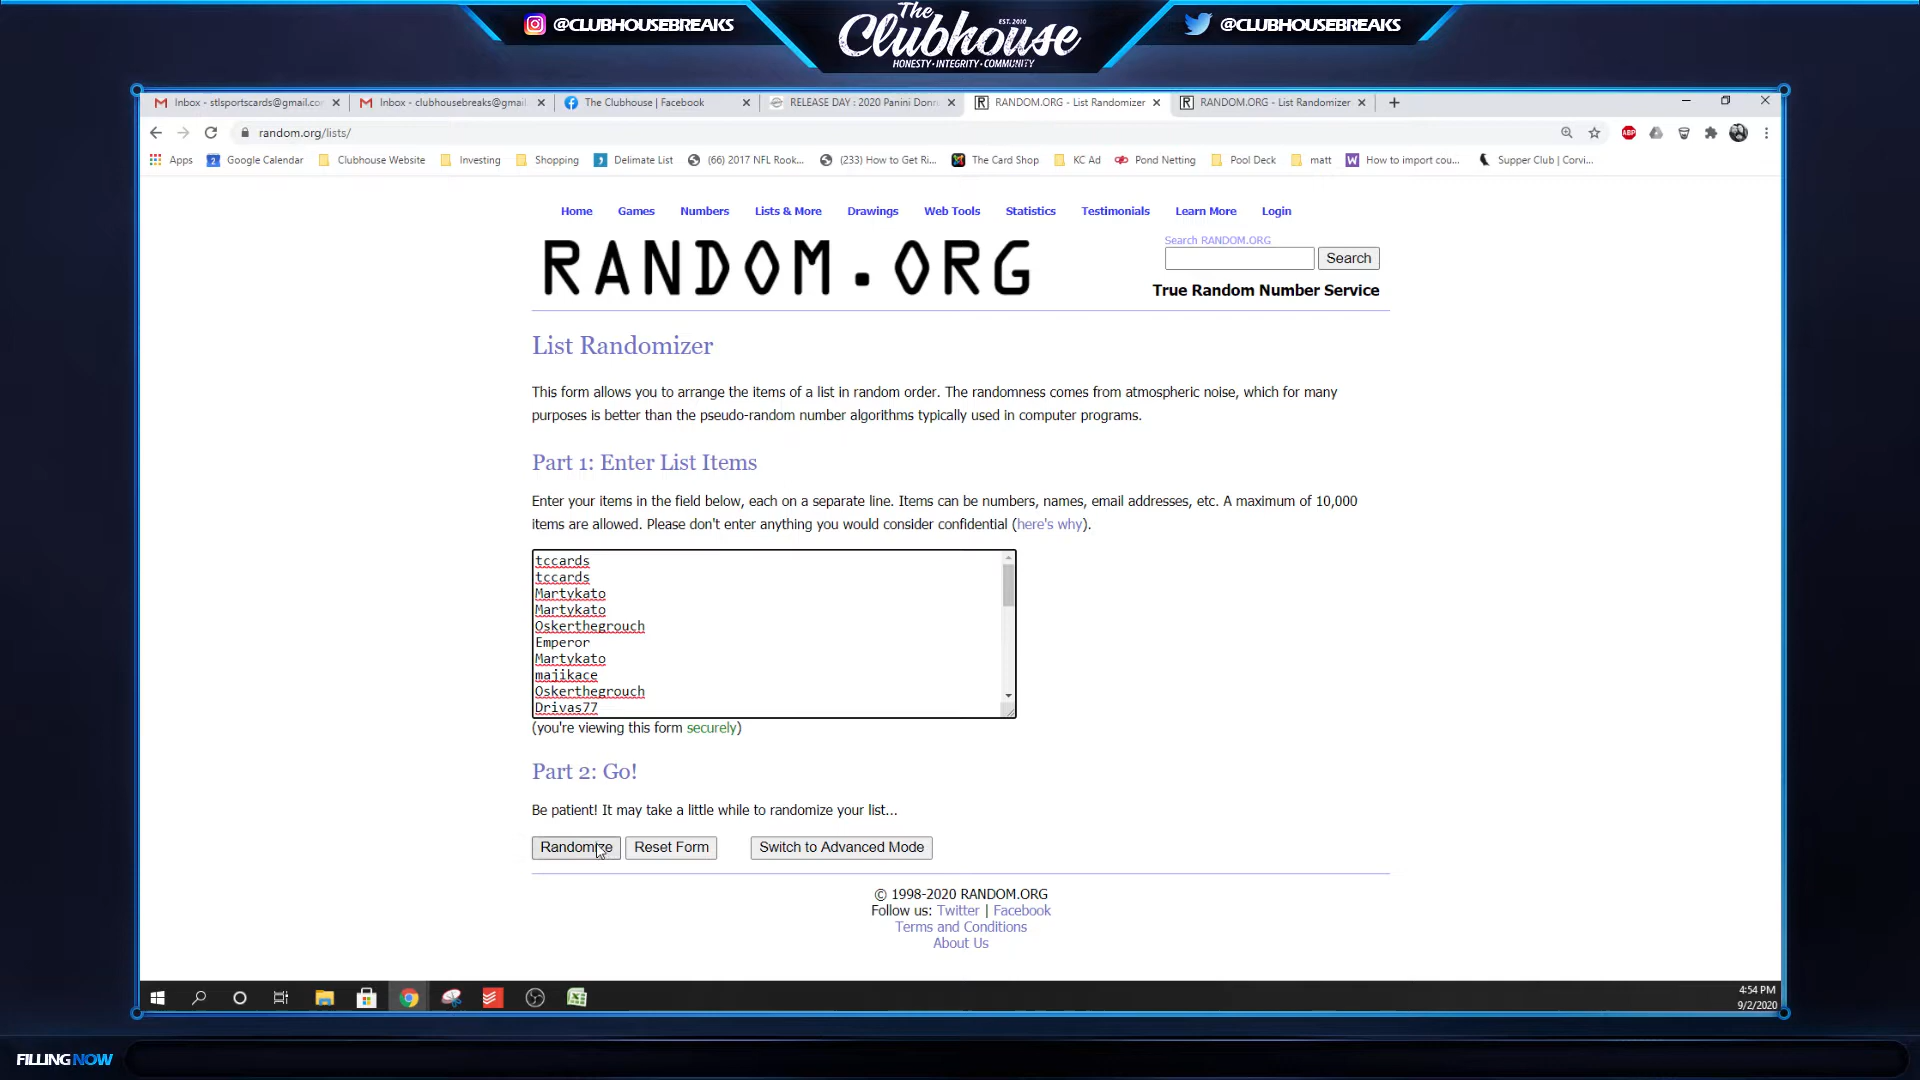 @CLUBHOUSEBREAKS
The
EST. 2010
Clubhouse
HONESTY • INTEGRITY • COMMUNITY
@CLUBHOUSEBREAKS
Inbox - stlsportscards@gmail.co
Inbox - clubhousebreaks@gmail
The Clubhouse | Facebook
RELEASE DAY : 2020 Panini Donr
RANDOM.ORG - List Randomizer
RANDOM.ORG - List Randomizer
random.org/lists/
ABP
Apps
Google Calendar
Clubhouse Website
Investing
Shopping
Delimate List
(66) 2017 NFL Rook...
(233) How to Get Ri...
The Card Shop
KC Ad
Pond Netting
Pool Deck
matt
How to import cou...
Supper Club | Corvi...
Home
Games
Numbers
Lists & More
Drawings
Web Tools
Statistics
Testimonials
Learn More
Login
RANDOM.ORG
Search RANDOM.ORG
Search
True Random Number Service
List Randomizer
This form allows you to arrange the items of a list in random order. The randomness comes from atmospheric noise, which for many
purposes is better than the pseudo-random number algorithms typically used in computer programs.
Part 1: Enter List Items
Enter your items in the field below, each on a separate line. Items can be numbers, names, email addresses, etc. A maximum of 10,000
items are allowed. Please don't enter anything you would consider confidential (here's why).
tccards
tccards
Martykato
Martykato
Oskerthegrouch
Emperor
Martykato
majikace
Oskerthegrouch
Drivas77
(you're viewing this form securely)
Part 2: Go!
Be patient! It may take a little while to randomize your list...
Randomize
Reset Form
Switch to Advanced Mode
© 1998-2020 RANDOM.ORG
Follow us: Twitter | Facebook
Terms and Conditions
About Us
4:54 PM
9/2/2020
FILLING NOW